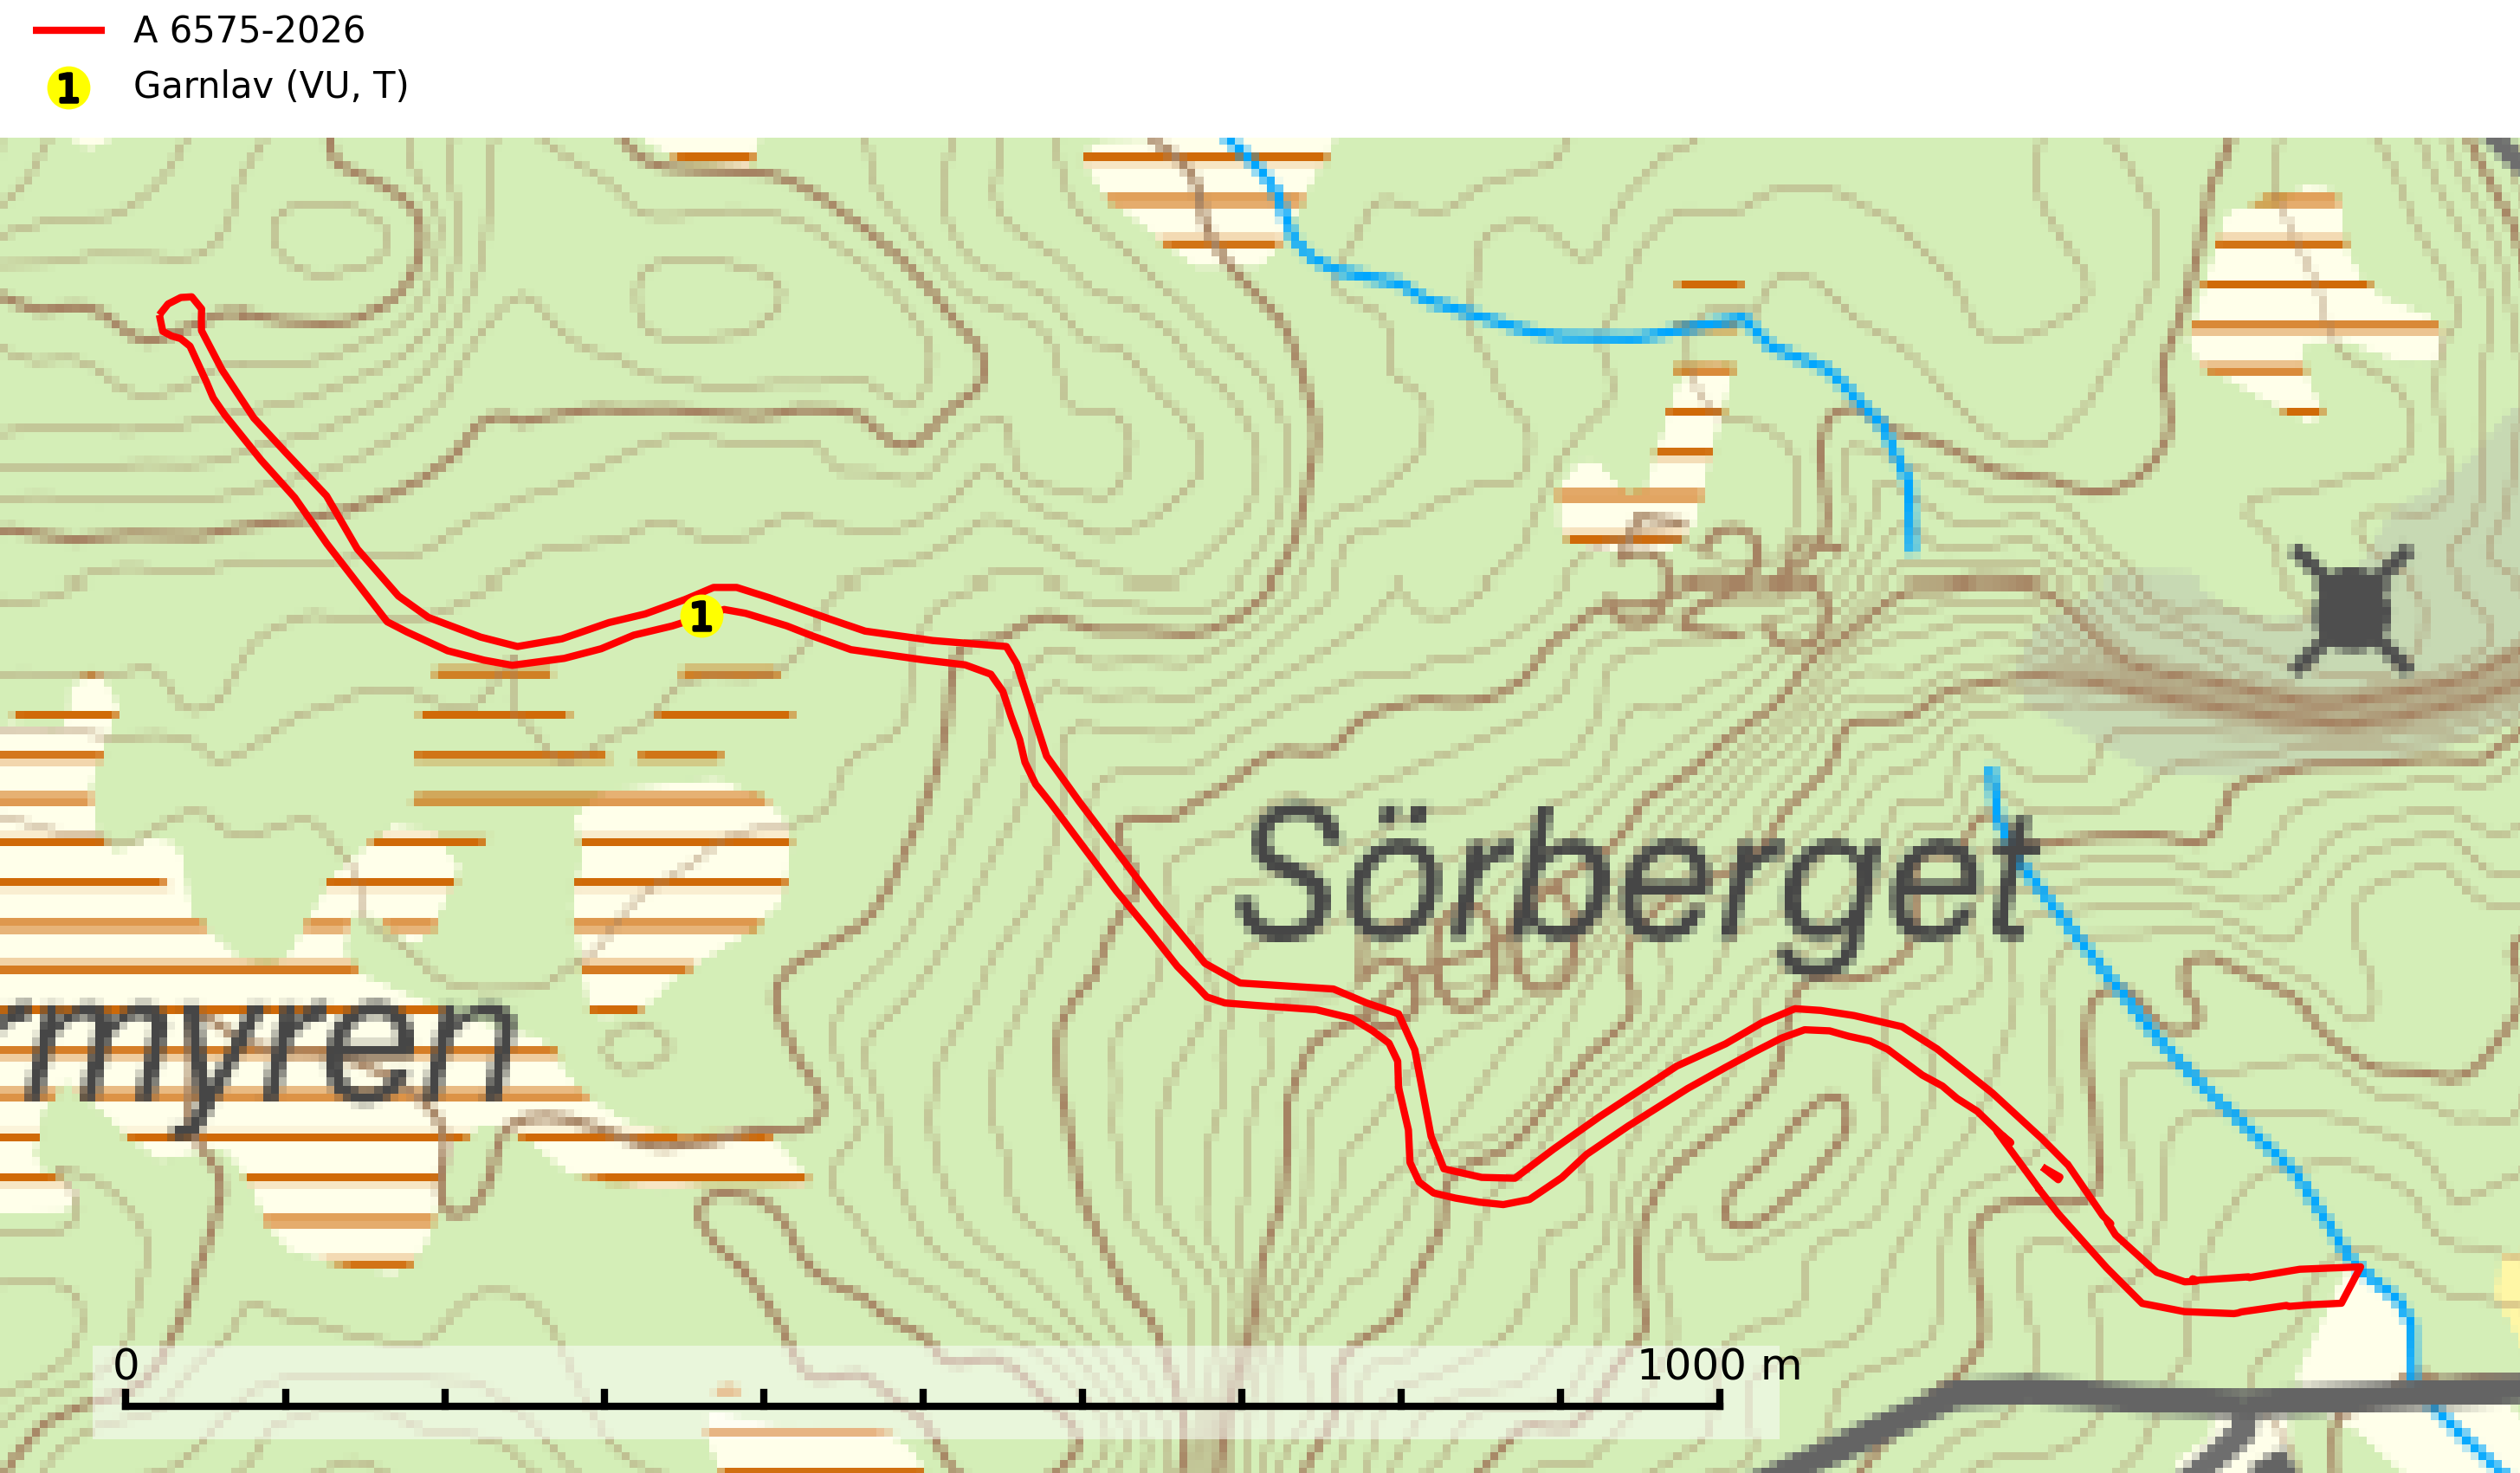 A 6575-2026
1 Garnlav (VU, T)
1
Sörberget
rmyren
0 1000 m